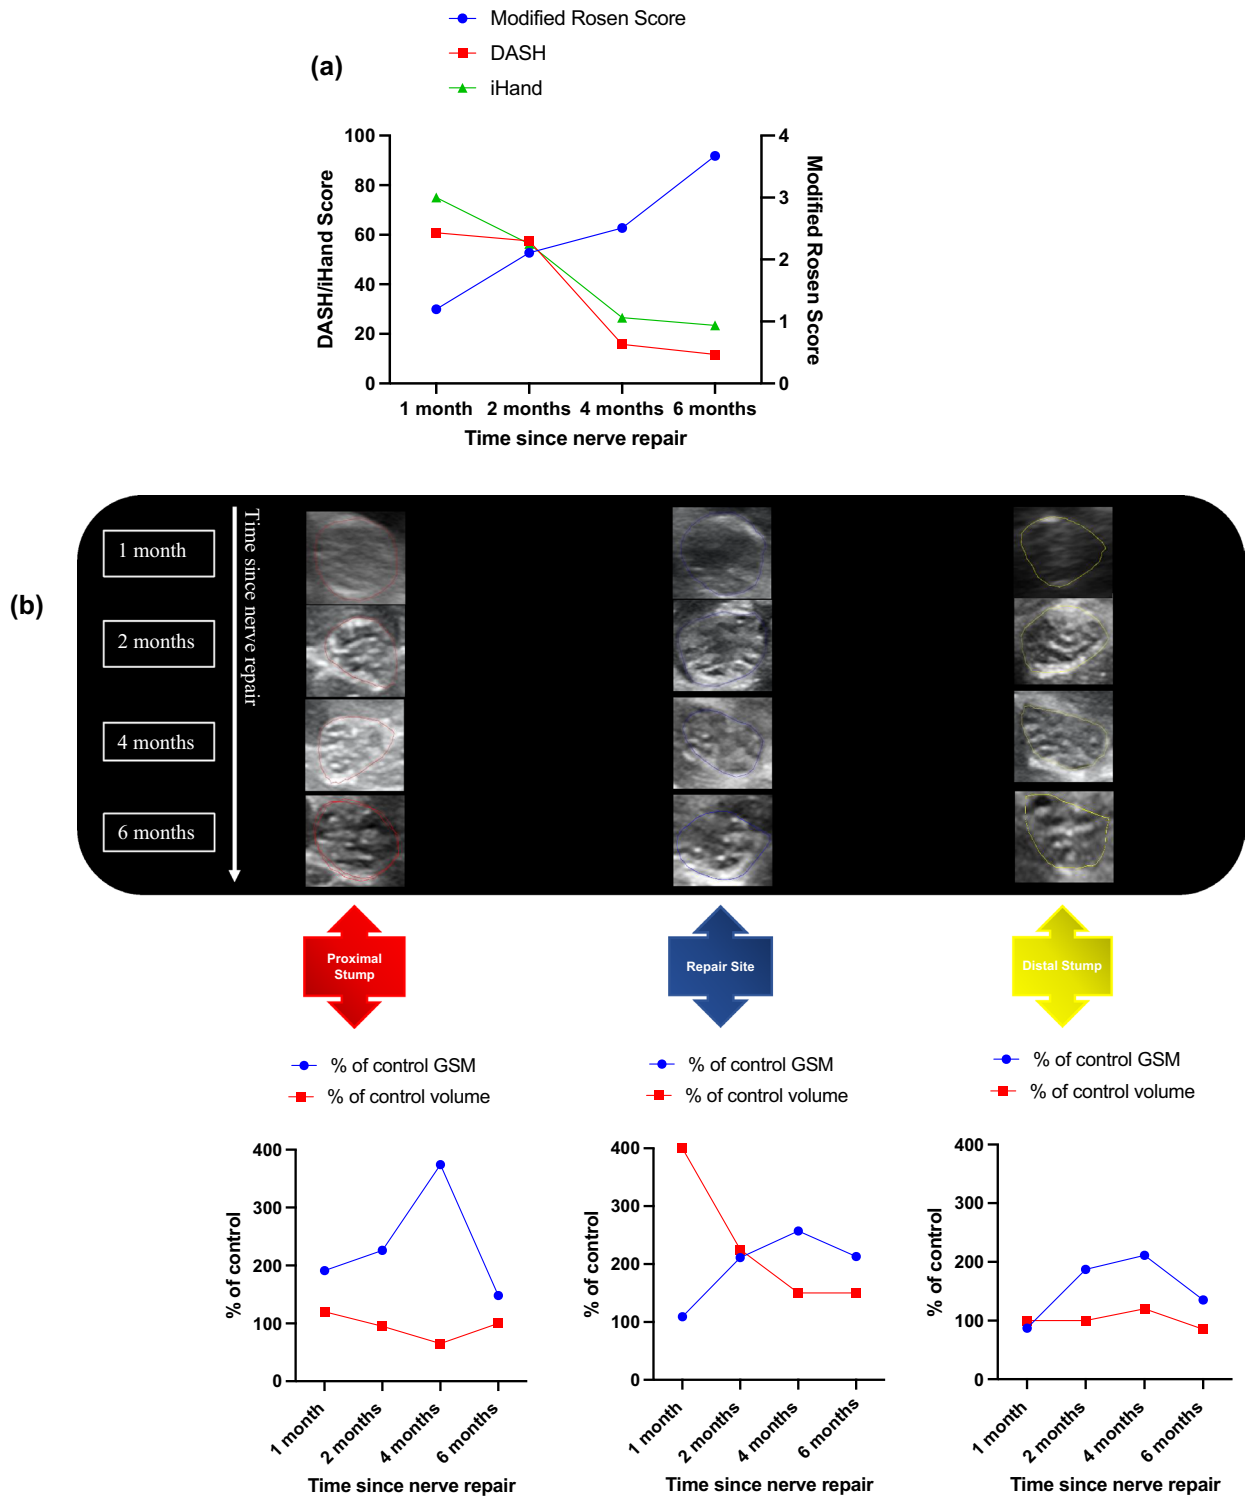 Modified Rosen Score
DASH
iHand
(a)
100
80
60
40
20
0
DASH/iHand Score
4
3
2
1
0
Modified Rosen Score
1 month 2 months 4 months 6 months
Time since nerve repair
(b)
Time since nerve repair
1 month
2 months
4 months
6 months
Proximal
Stump
Repair Site
Distal Stump
% of control GSM
% of control volume
400
300
200
100
0
% of control
1 month
2 months
4 months
6 months
Time since nerve repair
% of control GSM
% of control volume
400
300
200
100
0
% of control
1 month
2 months
4 months
6 months
Time since nerve repair
% of control GSM
% of control volume
400
300
200
100
0
% of control
1 month
2 months
4 months
6 months
Time since nerve repair